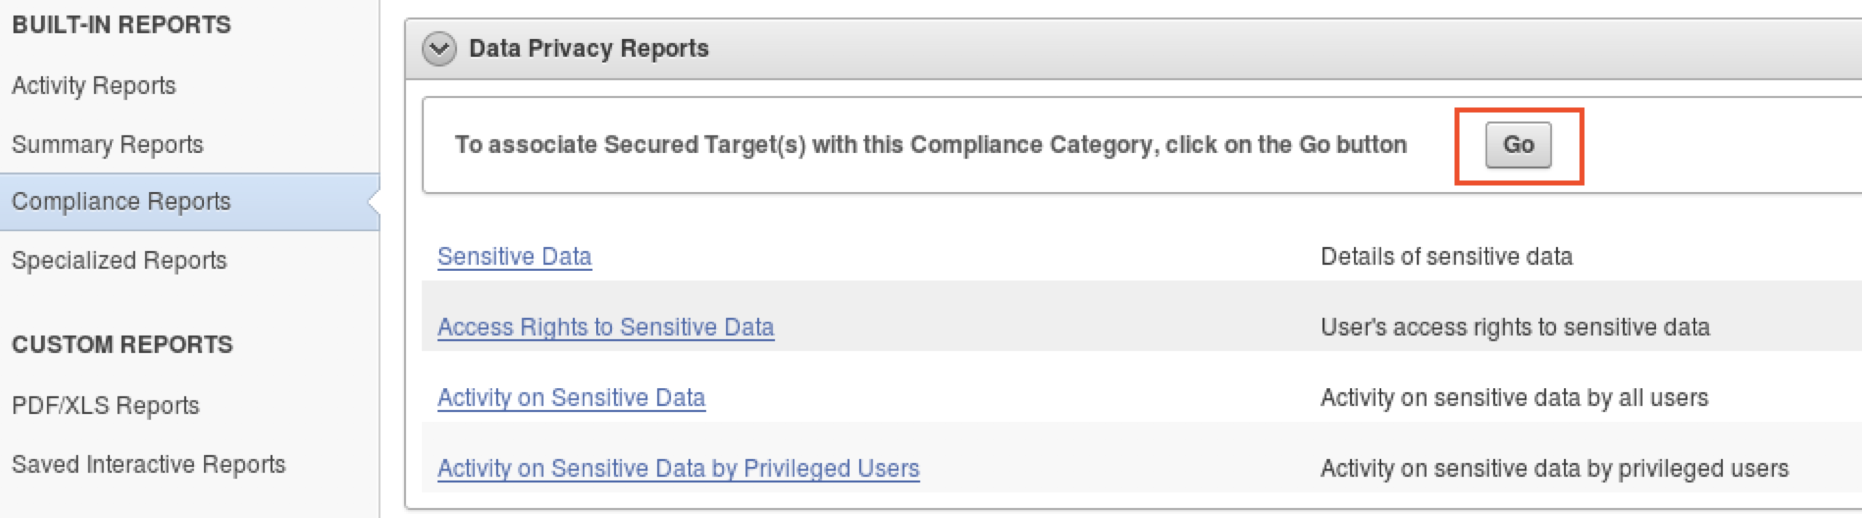 BUILT-IN REPORTS
Activity Reports
Summary Reports
Compliance Reports
Specialized Reports
CUSTOM REPORTS
PDF/XLS Reports
Saved Interactive Reports
Data Privacy Reports
To associate Secured Target(s) with this Compliance Category, click on the Go button Go
Sensitive Data Details of sensitive data
Access Rights to Sensitive Data User's access rights to sensitive data
Activity on Sensitive Data Activity on sensitive data by all users
Activity on Sensitive Data by Privileged Users Activity on sensitive data by privileged users